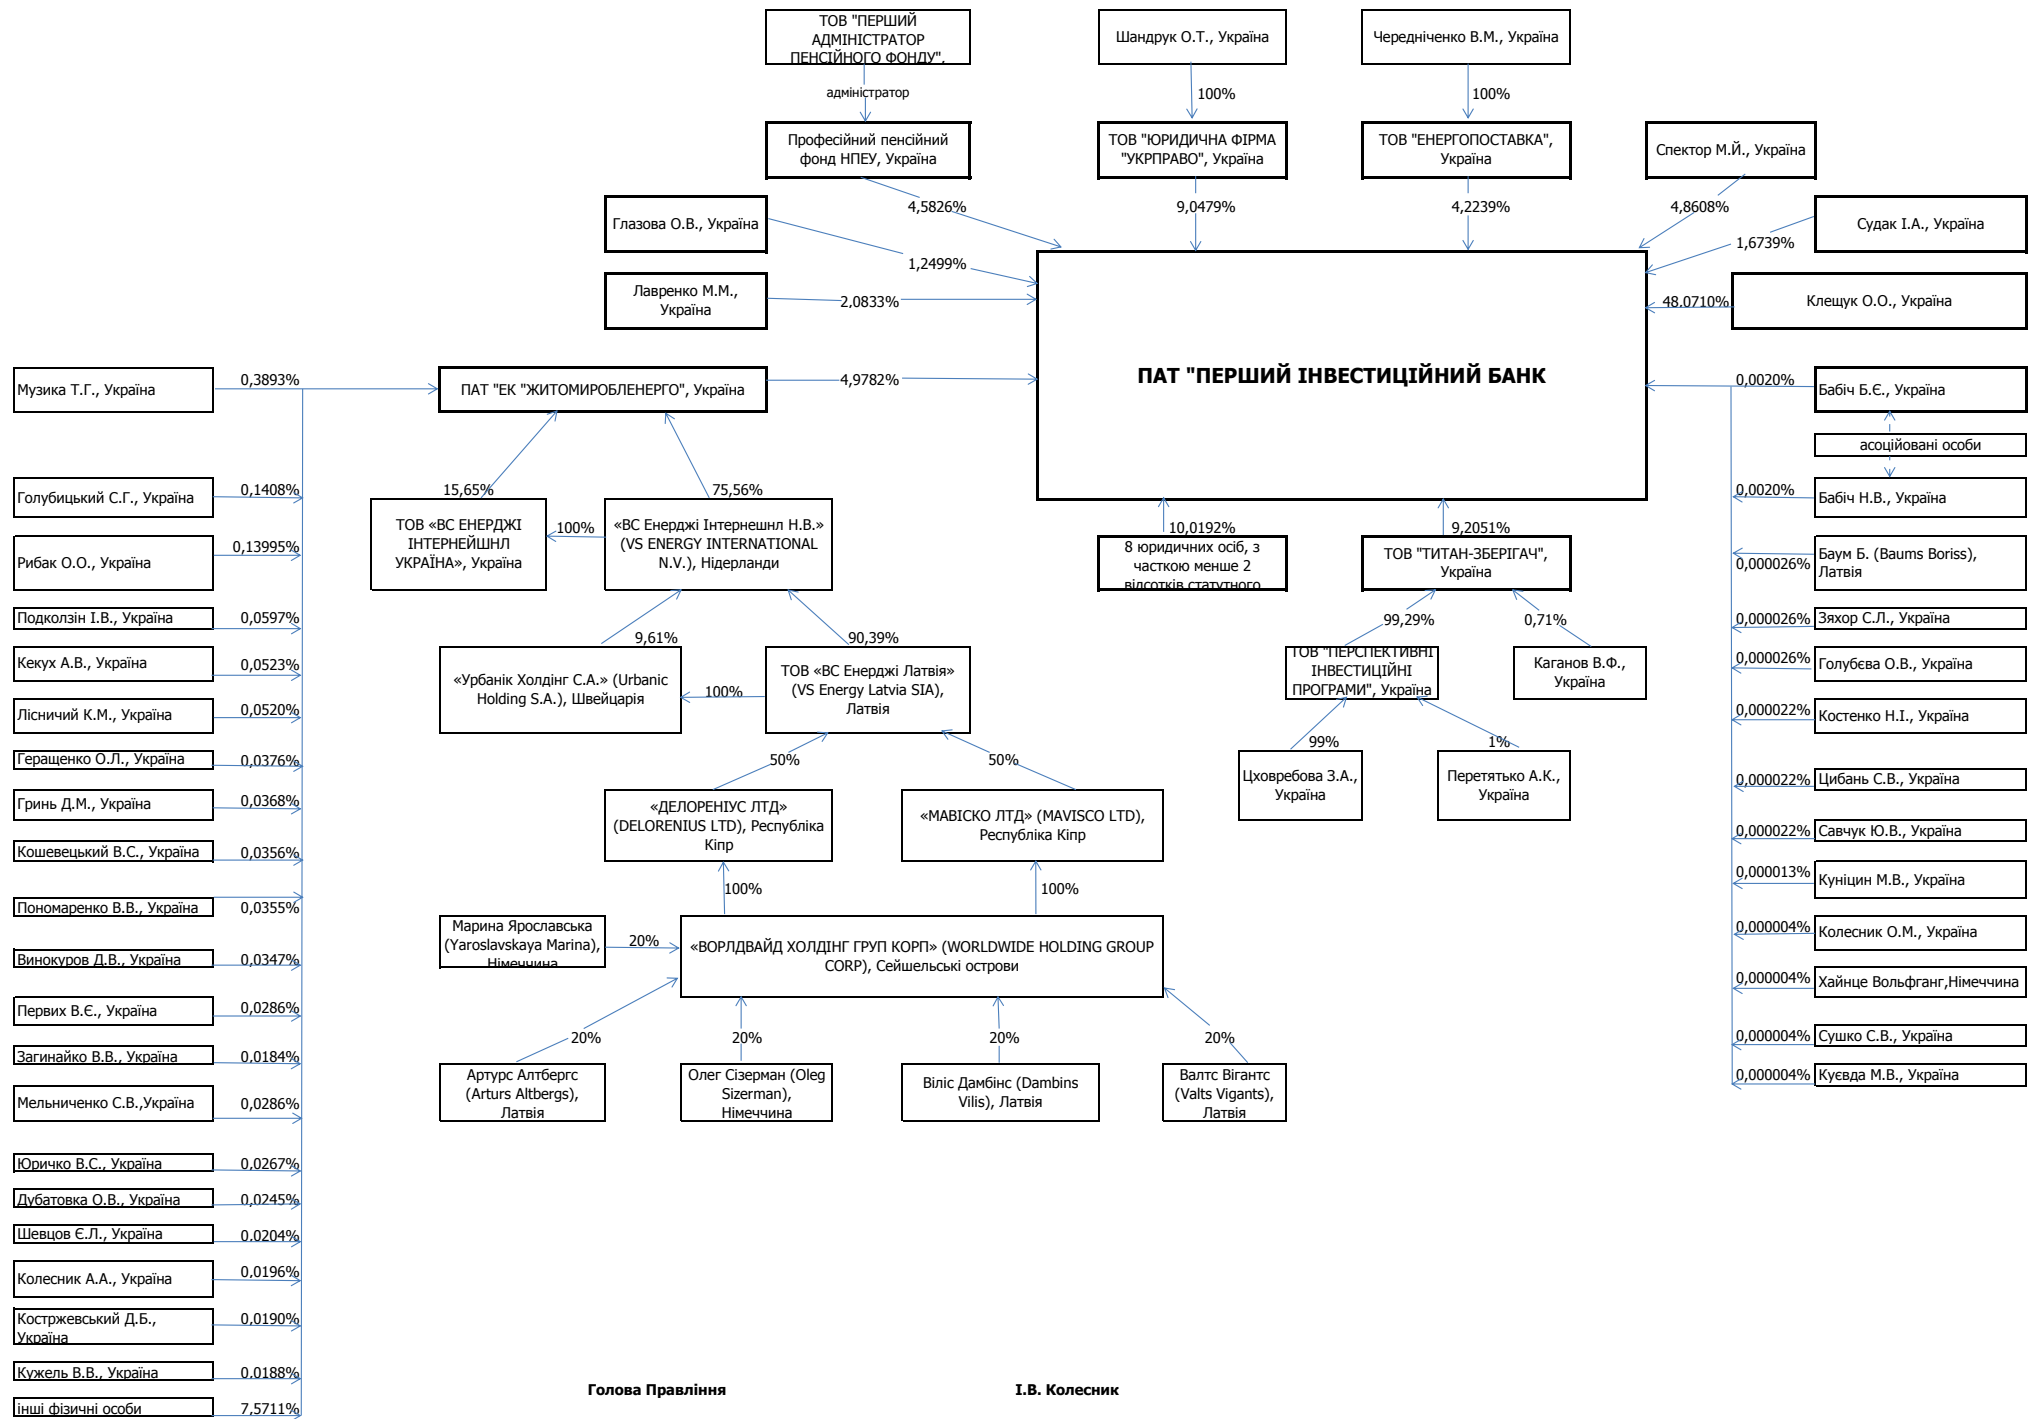 ТОВ "ПЕРШИЙ
АДМІНІСТРАТОР
ПЕНСІЙНОГО ФОНДУ",
Шандрук О.Т., Україна
Чередніченко В.М., Україна
адміністратор
100%
100%
Професійний пенсійний
фонд НПЕУ, Україна
ТОВ "ЮРИДИЧНА ФІРМА
"УКРПРАВО", Україна
ТОВ "ЕНЕРГОПОСТАВКА",
Україна
Спектор М.Й., Україна
4,5826%
9,0479%
4,2239%
4,8608%
Глазова О.В., Україна
Судак І.А., Україна
1,6739%
1,2499%
Лавренко М.М.,
Україна
2,0833%
48,0710%
Клещук О.О., Україна
ПАТ "ПЕРШИЙ ІНВЕСТИЦІЙНИЙ БАНК
Музика Т.Г., Україна
0,3893%
ПАТ "ЕК "ЖИТОМИРОБЛЕНЕРГО", Україна
4,9782%
0,0020%
Бабіч Б.Є., Україна
асоційовані особи
Голубицький С.Г., Україна
0,1408%
15,65%
75,56%
0,0020%
Бабіч Н.В., Україна
ТОВ «ВС ЕНЕРДЖІ
ІНТЕРНЕЙШНЛ
УКРАЇНА», Україна
100%
«ВС Енерджі Інтернешнл Н.В.»
(VS ENERGY INTERNATIONAL
N.V.), Нідерланди
10,0192%
8 юридичних осіб, з
часткою менше 2
відсотків статутного
9,2051%
ТОВ "ТИТАН-ЗБЕРІГАЧ",
Україна
Рибак О.О., Україна
0,13995%
0,000026%
Баум Б. (Baums Boriss),
Латвія
Подколзін І.В., Україна
0,0597%
9,61%
90,39%
99,29%
0,71%
0,000026%
Зяхор С.Л., Україна
Кекух А.В., Україна
0,0523%
«Урбанік Холдінг С.А.» (Urbanic
Holding S.A.), Швейцарія
100%
ТОВ «ВС Енерджі Латвія»
(VS Energy Latvia SIA),
Латвія
ТОВ "ПЕРСПЕКТИВНІ
ІНВЕСТИЦІЙНІ
ПРОГРАМИ", Україна
Каганов В.Ф.,
Україна
0,000026%
Голубєва О.В., Україна
Лісничий К.М., Україна
0,0520%
0,000022%
Костенко Н.І., Україна
Геращенко О.Л., Україна
0,0376%
50%
50%
99%
1%
0,000022%
Цибань С.В., Україна
Гринь Д.М., Україна
0,0368%
«ДЕЛОРЕНІУС ЛТД»
(DELORENIUS LTD), Республіка
Кіпр
«МАВІСКО ЛТД» (MAVISCO LTD),
Республіка Кіпр
Цховребова З.А.,
Україна
Перетятько А.К.,
Україна
0,000022%
Савчук Ю.В., Україна
Кошевецький В.С., Україна
0,0356%
100%
100%
0,000013%
Куніцин М.В., Україна
Пономаренко В.В., Україна
0,0355%
Марина Ярославська
(Yaroslavskaya Marina),
Німеччина
20%
«ВОРЛДВАЙД ХОЛДІНГ ГРУП КОРП» (WORLDWIDE HOLDING GROUP
CORP), Сейшельські острови
0,000004%
Колесник О.М., Україна
Винокуров Д.В., Україна
0,0347%
0,000004%
Хайнце Вольфганг,Німеччина
Первих В.Є., Україна
0,0286%
20%
20%
20%
20%
0,000004%
Сушко С.В., Україна
Загинайко В.В., Україна
0,0184%
Артурс Алтбергс
(Arturs Altbergs),
Латвія
Олег Сізерман (Oleg
Sizerman),
Німеччина
Віліс Дамбінс (Dambins
Vilis), Латвія
Валтс Вігантс
(Valts Vigants),
Латвія
0,000004%
Куєвда М.В., Україна
Мельниченко С.В.,Україна
0,0286%
Юричко В.С., Україна
0,0267%
Дубатовка О.В., Україна
0,0245%
Шевцов Є.Л., Україна
0,0204%
Колесник А.А., Україна
0,0196%
Костржевський Д.Б.,
Україна
0,0190%
Кужель В.В., Україна
0,0188%
Голова Правління
І.В. Колесник
інші фізичні особи
7,5711%